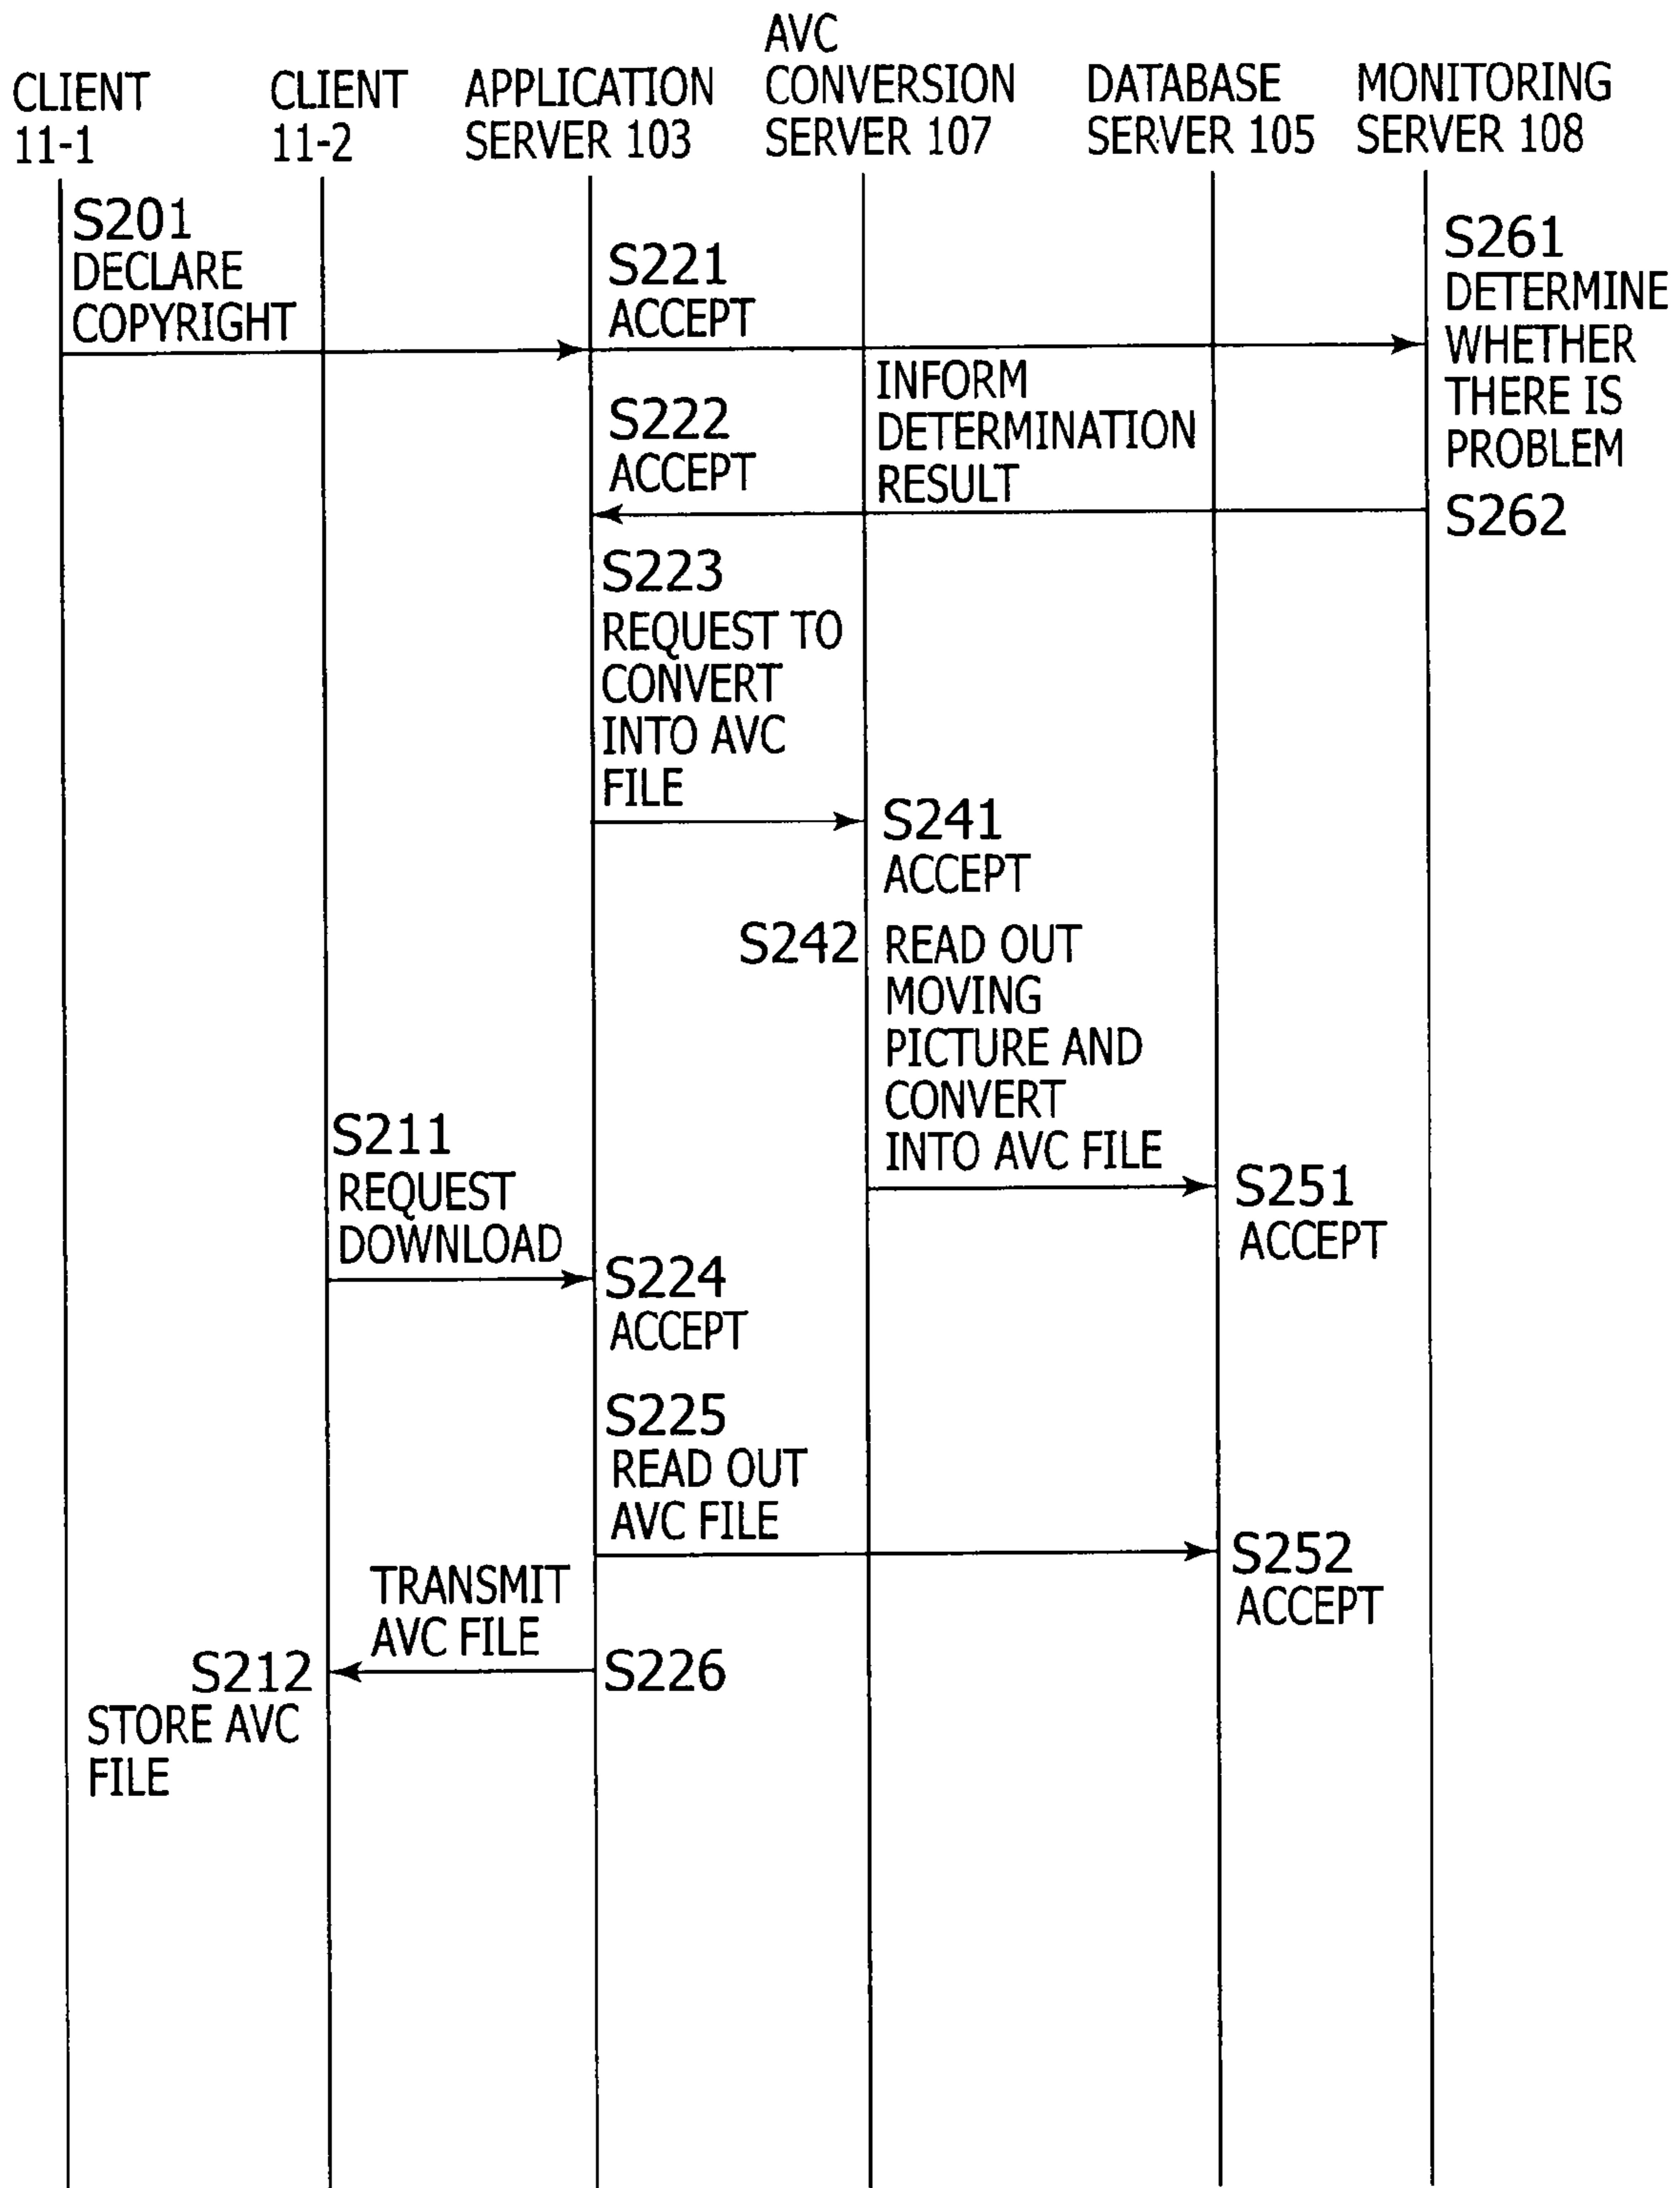 CLIENT
11-1
CLIENT
11-2
APPLICATION
SERVER 103
AVC
CONVERSION
SERVER 107
DATABASE
SERVER 105
MONITORING
SERVER 108
S201
DECLARE
COPYRIGHT
S221
ACCEPT
S261
DETERMINE
WHETHER
THERE IS
PROBLEM
INFORM
DETERMINATION
RESULT
S222
ACCEPT
S262
S223
REQUEST TO
CONVERT
INTO AVC
FILE
S241
ACCEPT
S242
READ OUT
MOVING
PICTURE AND
CONVERT
INTO AVC FILE
S251
ACCEPT
S211
REQUEST
DOWNLOAD
S224
ACCEPT
S225
READ OUT
AVC FILE
S252
ACCEPT
TRANSMIT
AVC FILE
S226
S212
STORE AVC
FILE